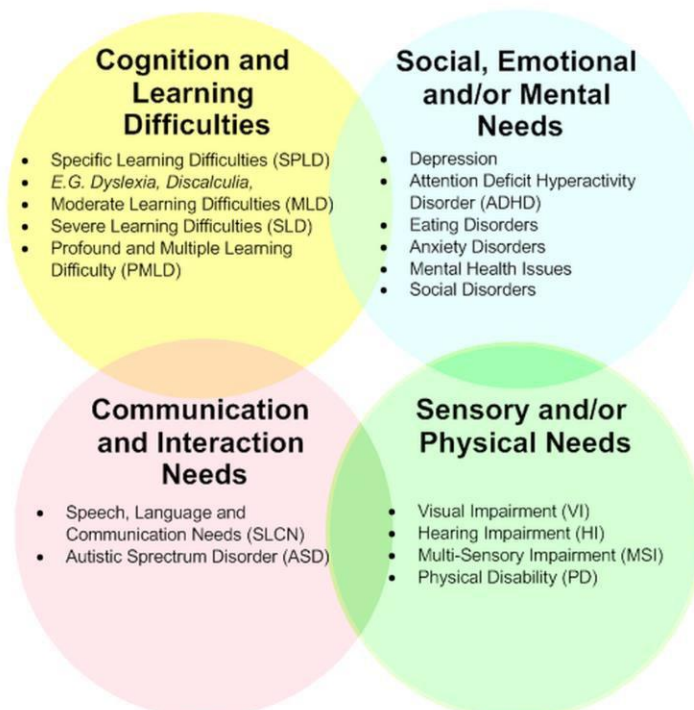 Cognition and
Learning
Difficulties
• Specific Learning Difficulties (SPLD)
• E.G. Dyslexia, Discalculia,
• Moderate Learning Difficulties (MLD)
• Severe Learning Difficulties (SLD)
• Profound and Multiple Learning
Difficulty (PMLD)
Social, Emotional
and/or Mental
Needs
• Depression
• Attention Deficit Hyperactivity
Disorder (ADHD)
• Eating Disorders
• Anxiety Disorders
• Mental Health Issues
• Social Disorders
Communication
and Interaction
Needs
• Speech, Language and
Communication Needs (SLCN)
• Autistic Spectrum Disorder (ASD)
Sensory and/or
Physical Needs
• Visual Impairment (VI)
• Hearing Impairment (HI)
• Multi-Sensory Impairment (MSI)
• Physical Disability (PD)